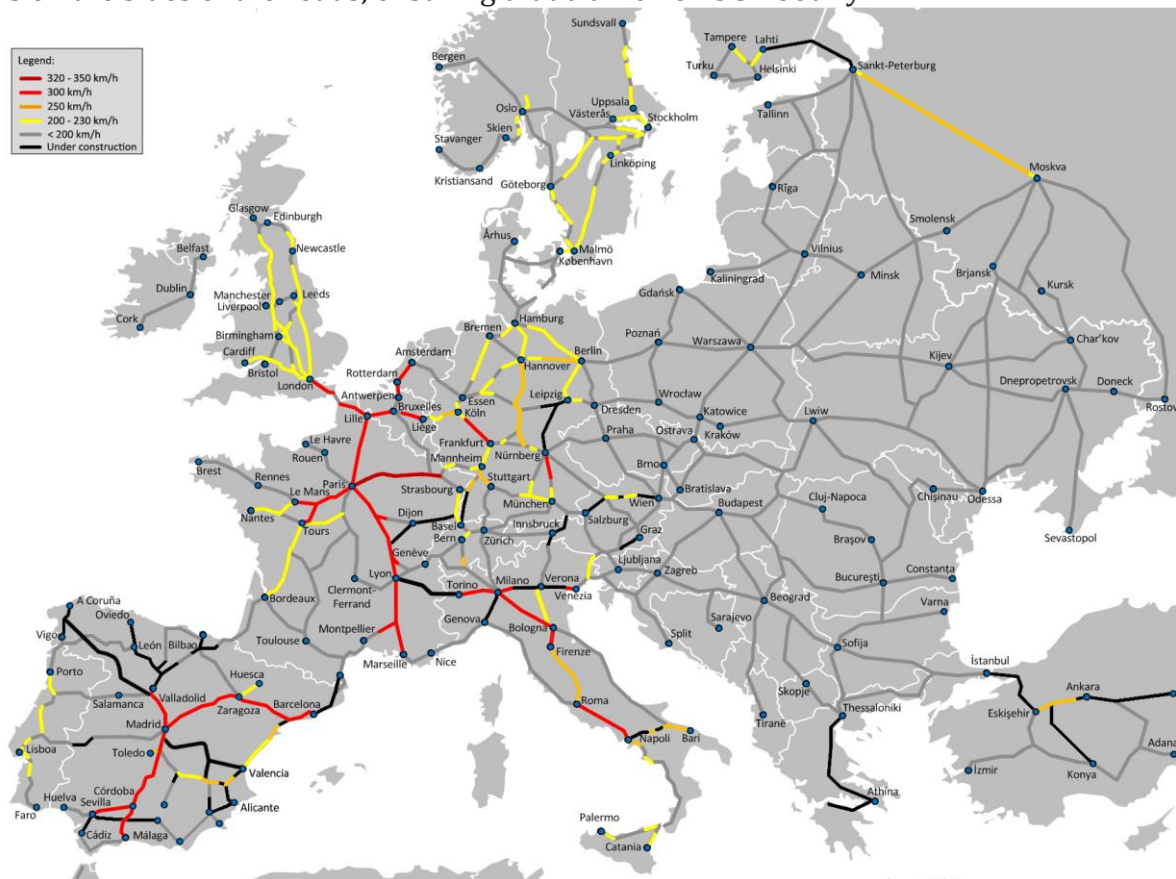 Legend:
320 - 350 km/h
300 km/h
250 km/h
200 - 230 km/h
< 200 km/h
Under construction
Sundsvall
Tampere
Lahti
Bergen
Turku
Helsinki
Sankt-Peterburg
Oslo
Uppsala
Västerås
Stockholm
Tallinn
Skien
Stavanger
Linköping
Kristiansand
Göteborg
Rīga
Moskva
Glasgow
Edinburgh
Smolensk
Newcastle
Århus
Malmö
København
Vilnius
Belfast
Kaliningrad
Minsk
Brjansk
Dublin
Manchester
Leeds
Liverpool
Gdańsk
Kursk
Cork
Hamburg
Birmingham
Bremen
Poznań
Warszawa
Char'kov
Cardiff
Amsterdam
Berlin
Kijev
Bristol
London
Rotterdam
Hannover
Antwerpen
Essen
Leipzig
Dnepropetrovsk
Doneck
Bruxelles
Köln
Wrocław
Rostov
Lille
Liège
Dresden
Katowice
Lwiw
Praha
Ostrava
Kraków
Le Havre
Frankfurt
Nürnberg
Rouen
Mannheim
Brno
Brest
Rennes
Paris
Strasbourg
Stuttgart
Bratislava
Le Mans
München
Wien
Budapest
Cluj-Napoca
Chişinau
Odessa
Nantes
Dijon
Basel
Innsbruck
Salzburg
Tours
Bern
Zürich
Graz
Sevastopol
Genève
Ljubljana
Braşov
Lyon
Torino
Milano
Verona
Zagreb
Bucureşti
Constanţa
Clermont-
Ferrand
Venezia
Bordeaux
Beograd
A Coruña
Varna
Oviedo
Genova
Bologna
Sarajevo
Vigo
León
Bilbao
Toulouse
Montpellier
Split
Sofija
Marseille
Nice
Firenze
Porto
Huesca
İstanbul
Valladolid
Skopje
Ankara
Salamanca
Zaragoza
Barcelona
Roma
Eskişehir
Madrid
Tiranë
Thessaloniki
Lisboa
Toledo
Napoli
Bari
Adana
Valencia
İzmir
Konya
Córdoba
Huelva
Sevilla
Alicante
Athína
Faro
Palermo
Cádiz
Málaga
Catania